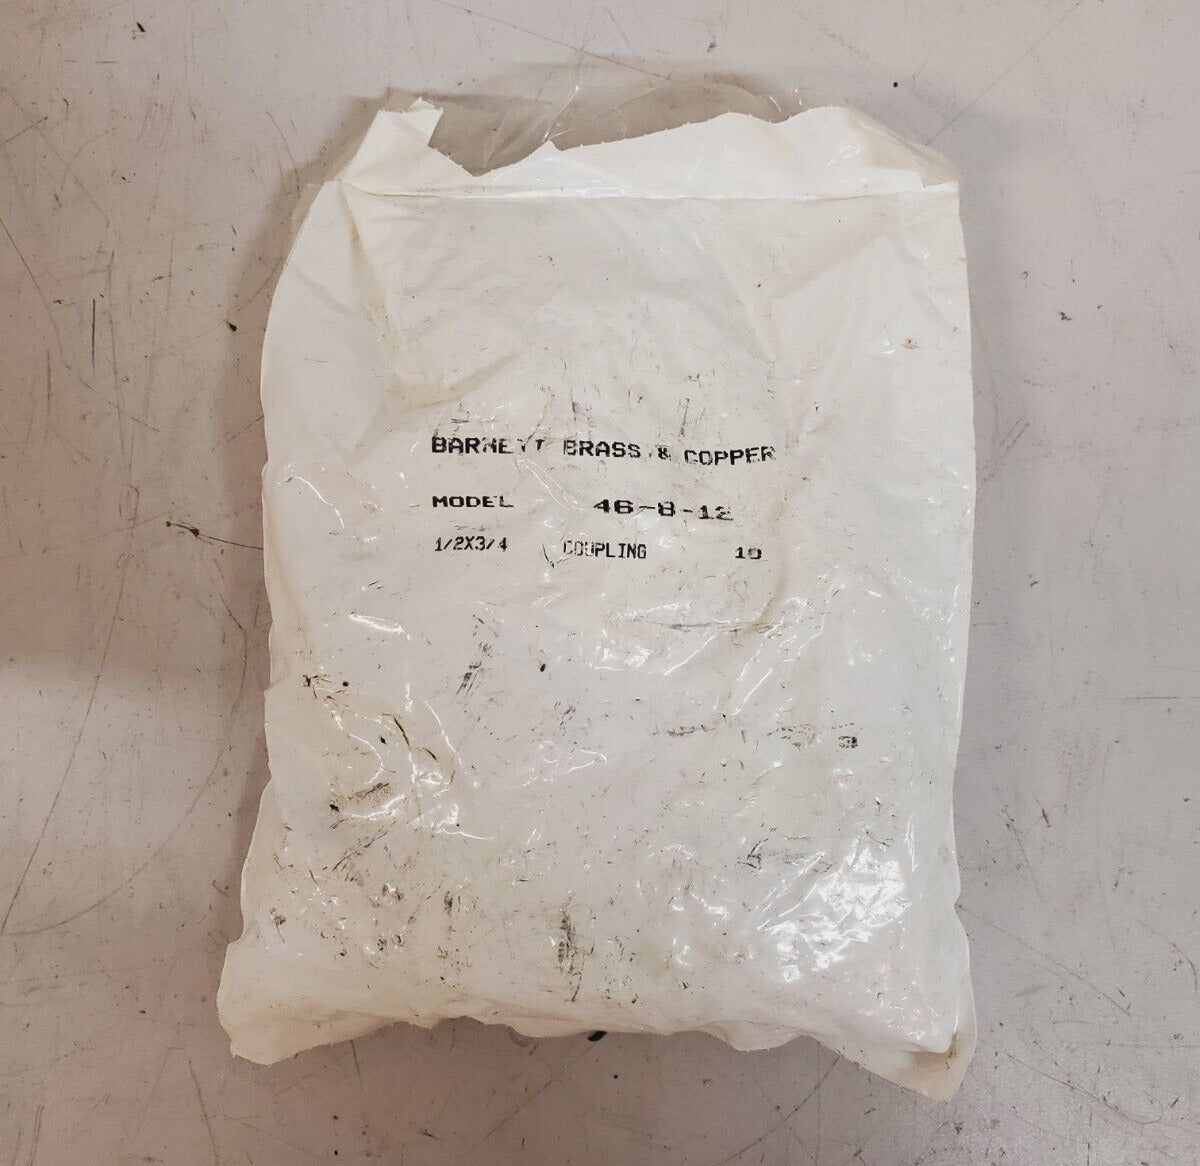 BARNETT BRASS & COPPER
MODEL 46-8-12
1/2X3/4 COUPLING 10